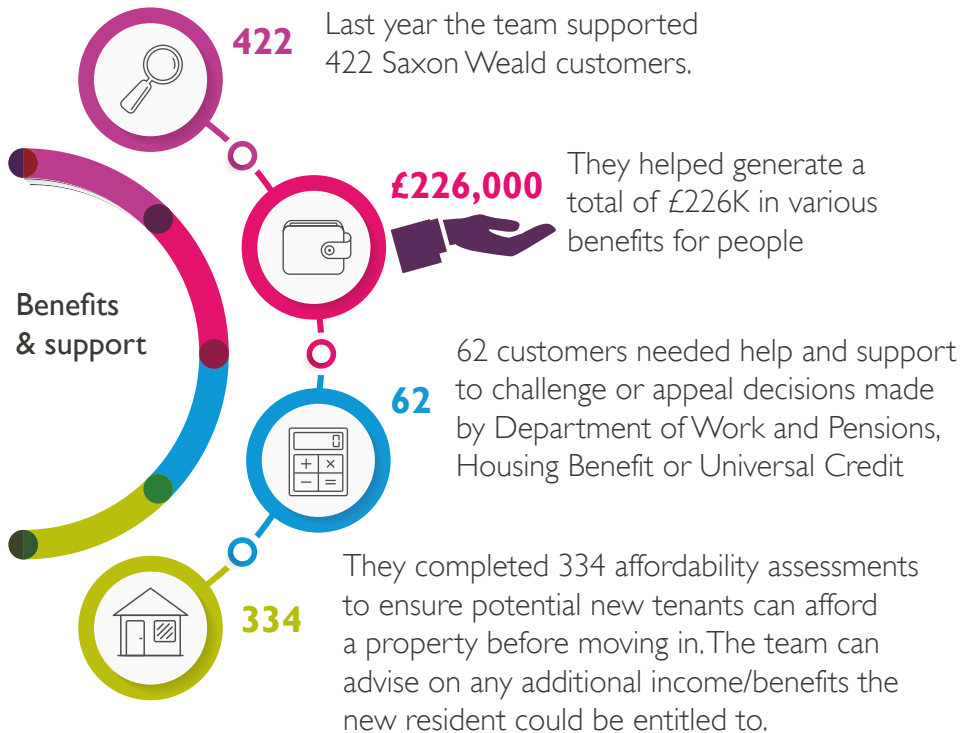 422
Last year the team supported
422 Saxon Weald customers.
£226,000
They helped generate a
total of £226K in various
benefits for people
Benefits
& support
62
62 customers needed help and support
to challenge or appeal decisions made
by Department of Work and Pensions,
Housing Benefit or Universal Credit
0
+ ×
− =
334
They completed 334 affordability assessments
to ensure potential new tenants can afford
a property before moving in. The team can
advise on any additional income/benefits the
new resident could be entitled to.